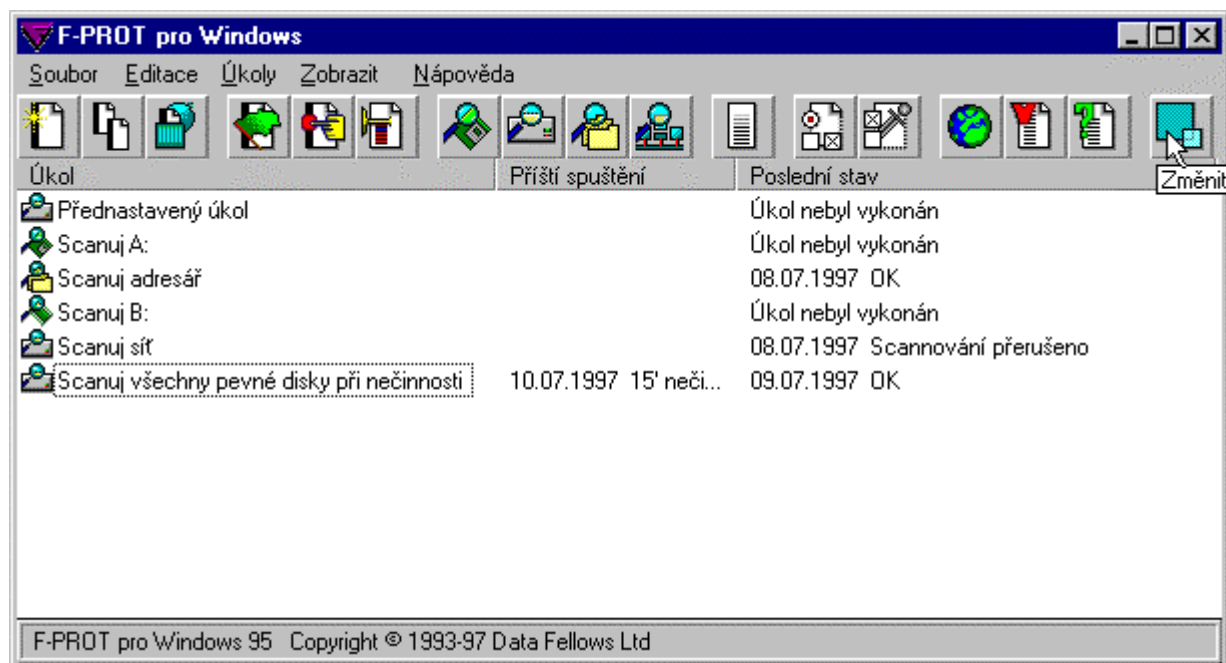 F-PROT pro Windows
Soubor Editace Úkoly Zobrazit Nápověda
Úkol Příští spuštění Poslední stav
Změnit
Přednastavený úkol Úkol nebyl vykonán
Scanuj A: Úkol nebyl vykonán
Scanuj adresář 08.07.1997 OK
Scanuj B: Úkol nebyl vykonán
Scanuj síť 08.07.1997 Scannování přerušeno
Scanuj všechny pevné disky při nečinnosti 10.07.1997 15' neči... 09.07.1997 OK
F-PROT pro Windows 95 Copyright © 1993-97 Data Fellows Ltd